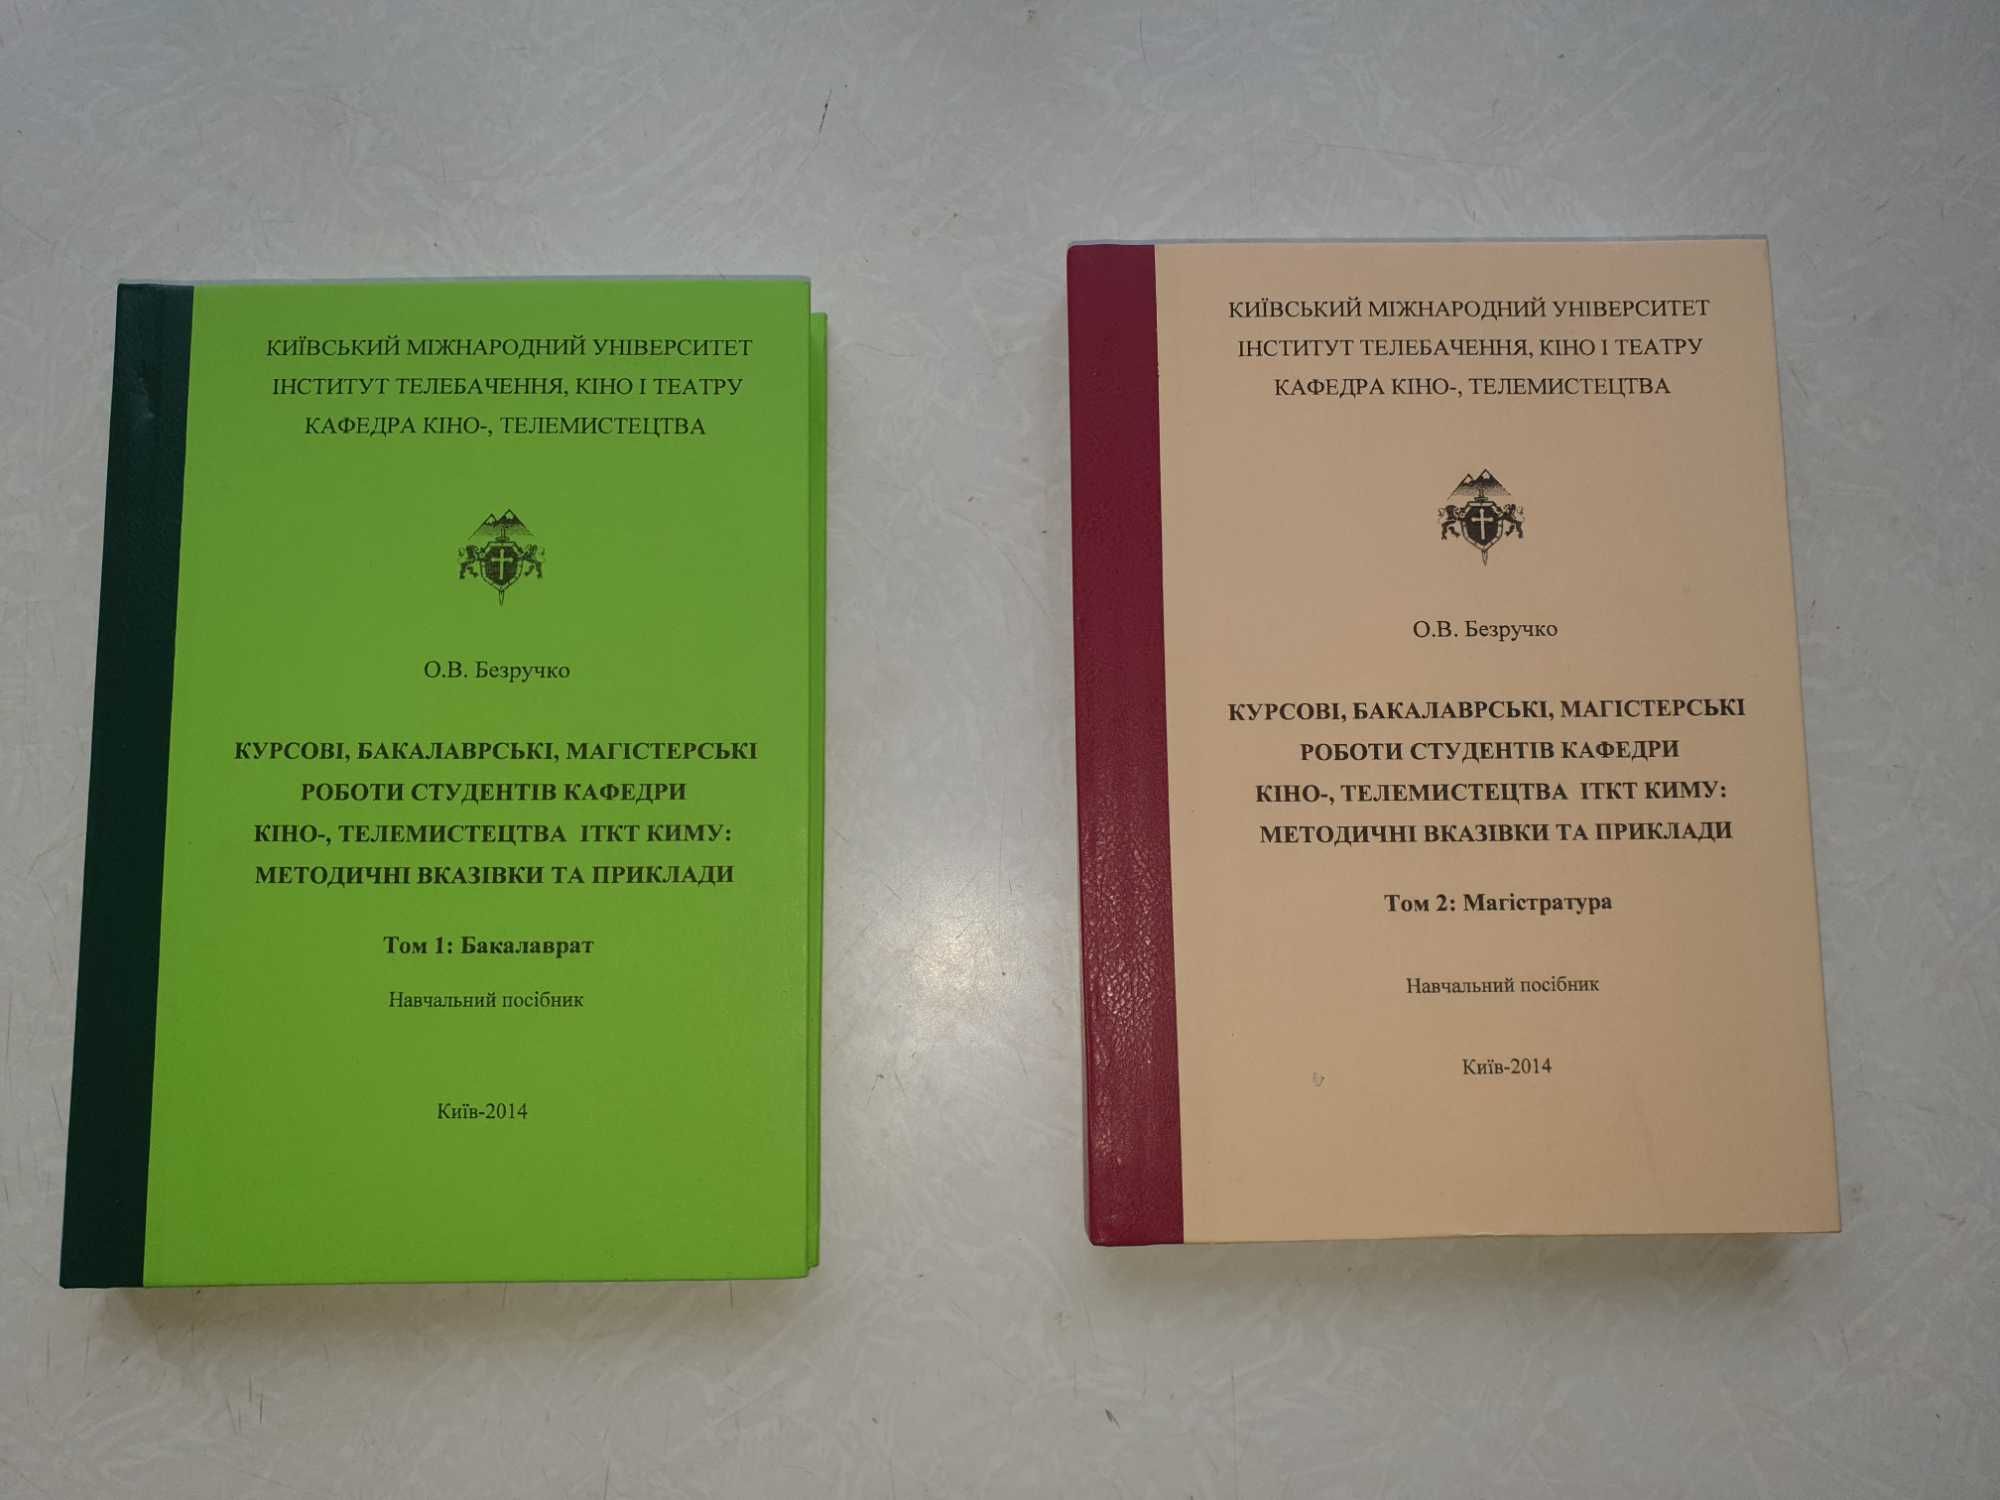 КИЇВСЬКИЙ МІЖНАРОДНИЙ УНІВЕРСИТЕТ
ІНСТИТУТ ТЕЛЕБАЧЕННЯ, КІНО І ТЕАТРУ
КАФЕДРА КІНО-, ТЕЛЕМИСТЕЦТВА
О.В. Безручко
КУРСОВІ, БАКАЛАВРСЬКІ, МАГІСТЕРСЬКІ
РОБОТИ СТУДЕНТІВ КАФЕДРИ
КІНО-, ТЕЛЕМИСТЕЦТВА ІТКТ КИМУ:
МЕТОДИЧНІ ВКАЗІВКИ ТА ПРИКЛАДИ
Том 1: Бакалаврат
Навчальний посібник
Київ-2014
КИЇВСЬКИЙ МІЖНАРОДНИЙ УНІВЕРСИТЕТ
ІНСТИТУТ ТЕЛЕБАЧЕННЯ, КІНО І ТЕАТРУ
КАФЕДРА КІНО-, ТЕЛЕМИСТЕЦТВА
О.В. Безручко
КУРСОВІ, БАКАЛАВРСЬКІ, МАГІСТЕРСЬКІ
РОБОТИ СТУДЕНТІВ КАФЕДРИ
КІНО-, ТЕЛЕМИСТЕЦТВА ІТКТ КИМУ:
МЕТОДИЧНІ ВКАЗІВКИ ТА ПРИКЛАДИ
Том 2: Магістратура
Навчальний посібник
Київ-2014